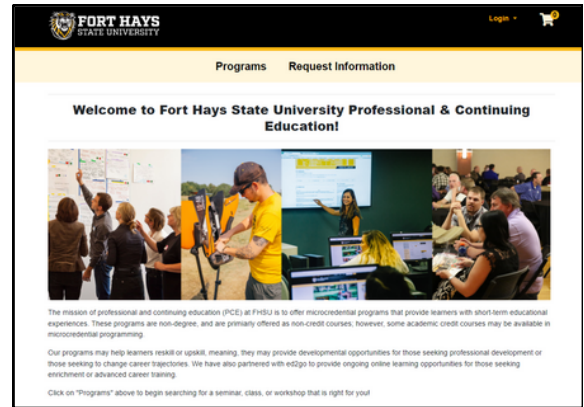 FORT HAYS
STATE UNIVERSITY
Login
0
Programs Request Information
Welcome to Fort Hays State University Professional & Continuing
Education!
The mission of professional and continuing education (PCE) at FHSU is to offer microcredential programs that provide learners with short-term educational
experiences. These programs are non-degree, and are primiarly offered as non-credit courses; however, some academic credit courses may be available in
microcredential programming.
Our programs may help learners reskill or upskill, meaning, they may provide developmental opportunities for those seeking professional development or
those seeking to change career trajectories. We have also partnered with ed2go to provide ongoing online learning opportunities for those seeking
enrichment or advanced career training.
Click on "Programs" above to begin searching for a seminar, class, or workshop that is right for you!